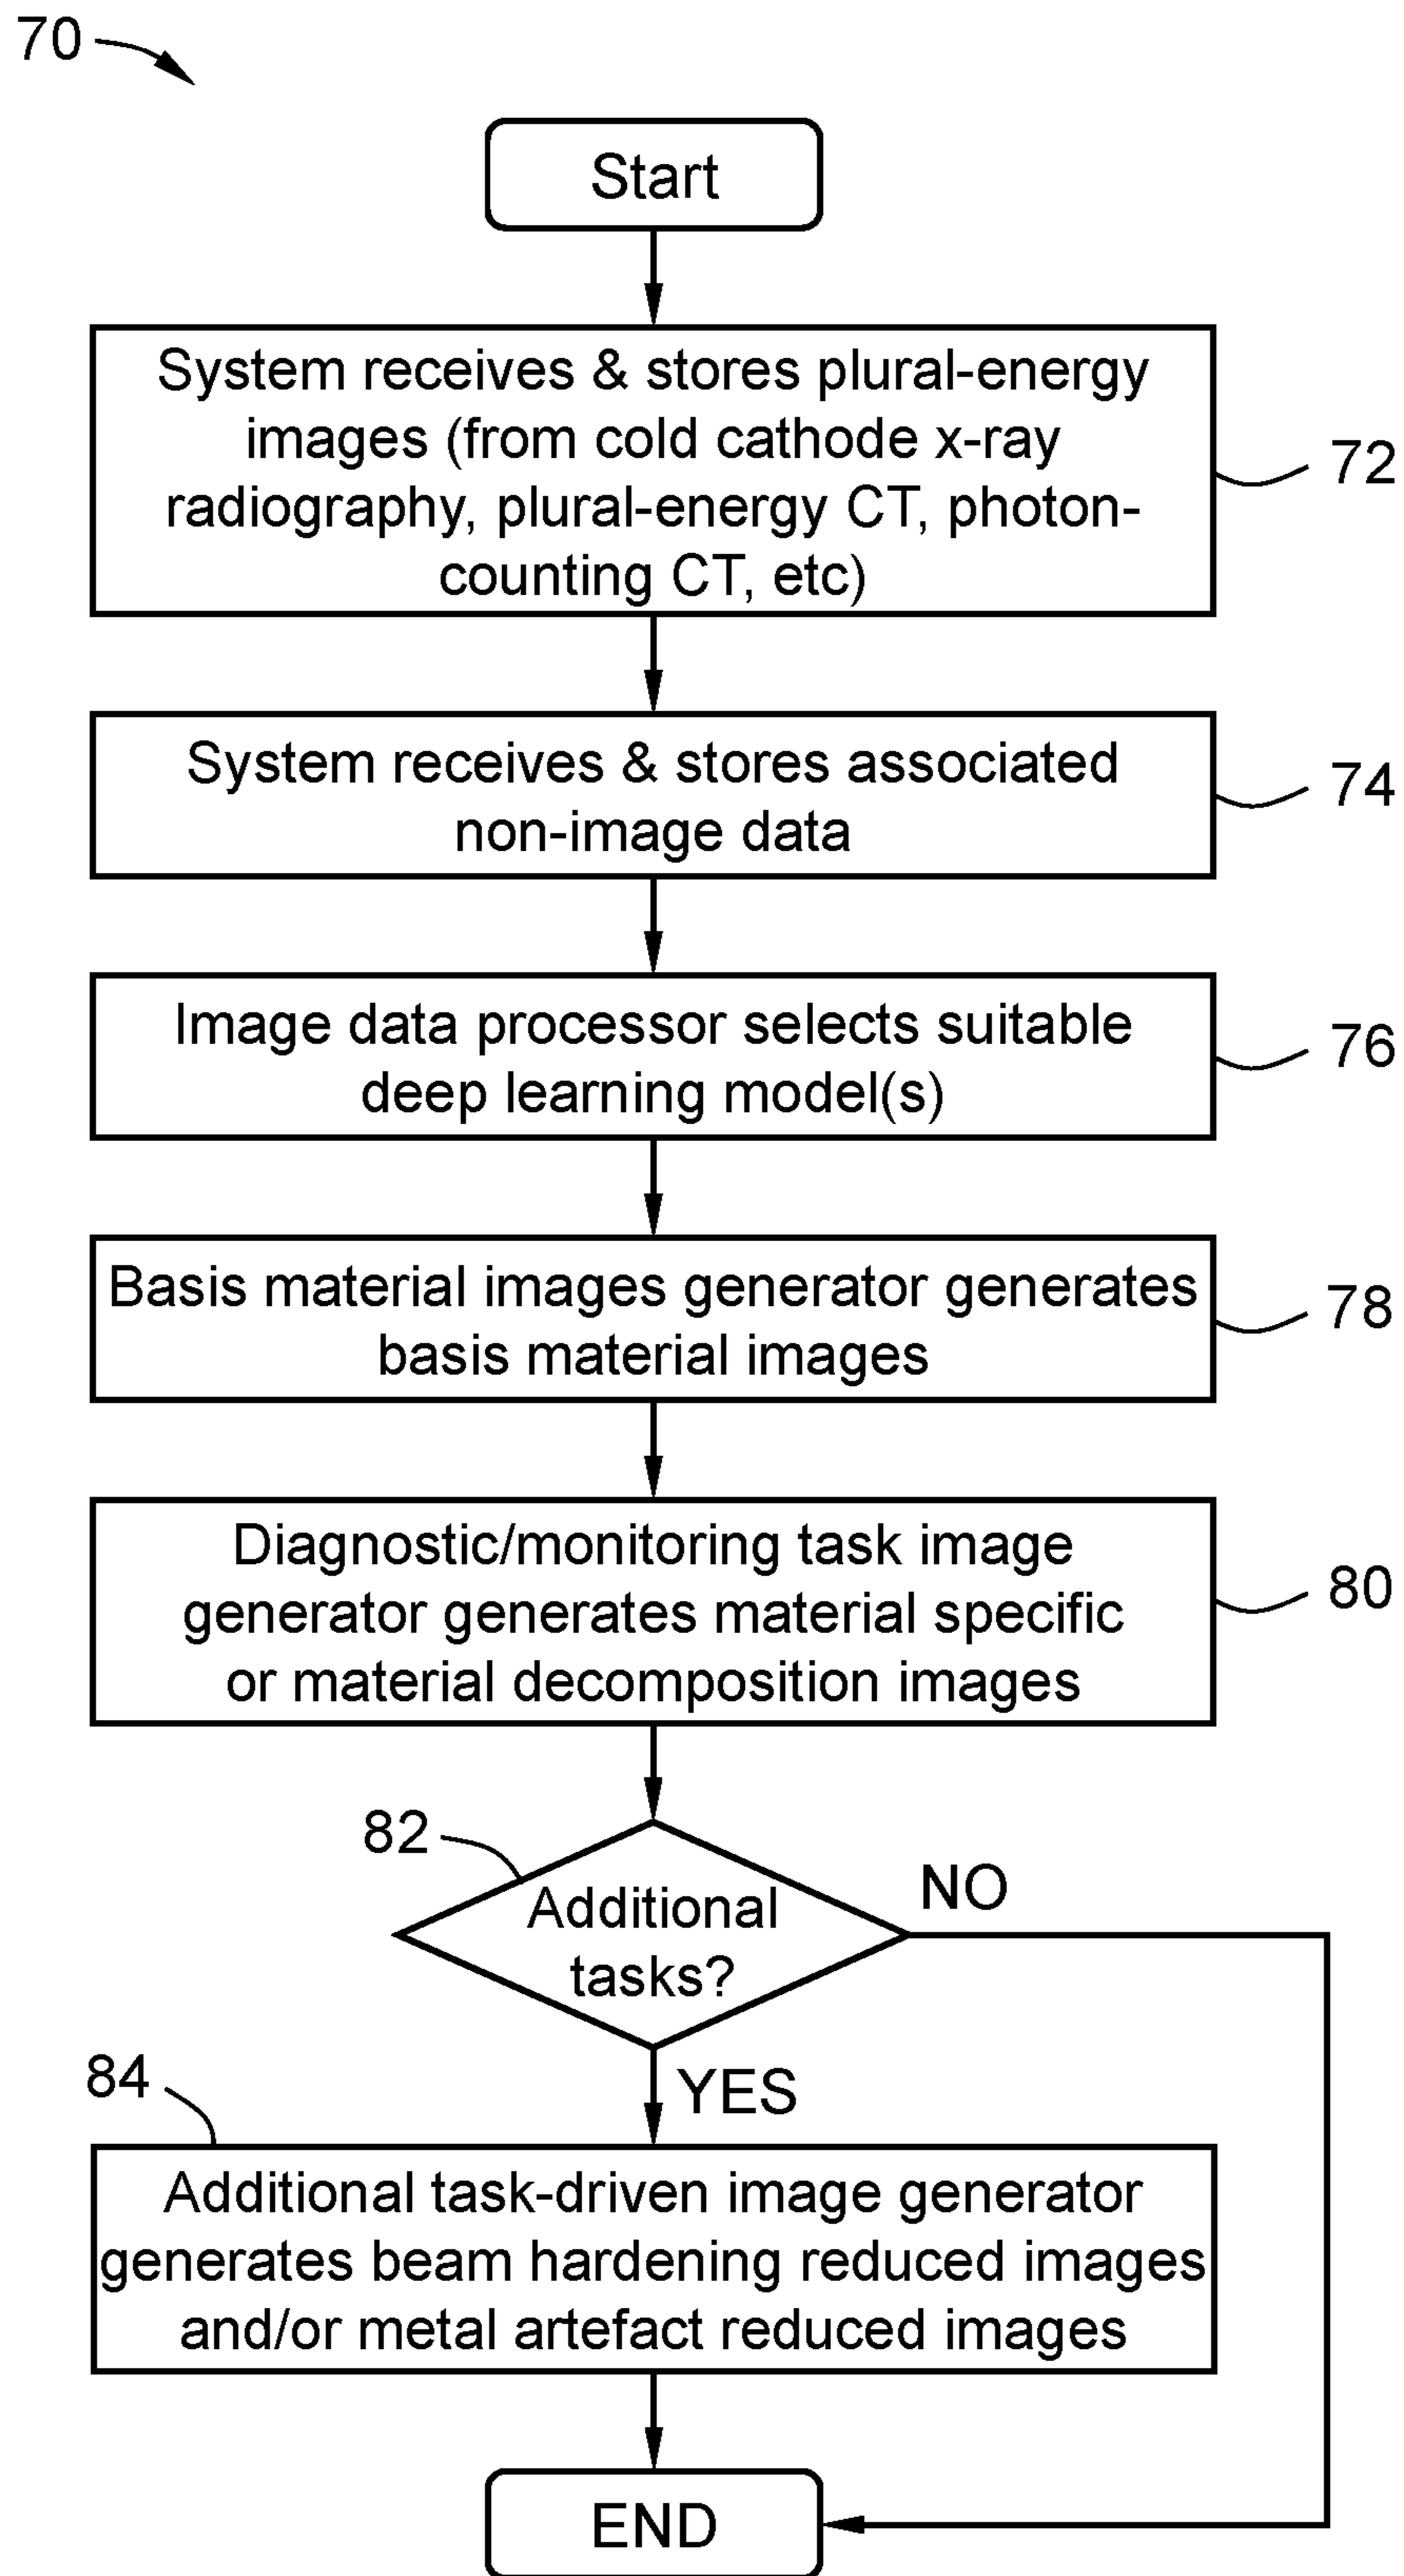 70
Start
System receives & stores plural-energy
images (from cold cathode x-ray
radiography, plural-energy CT, photon-
counting CT, etc)
72
System receives & stores associated
non-image data
74
Image data processor selects suitable
deep learning model(s)
76
Basis material images generator generates
basis material images
78
Diagnostic/monitoring task image
generator generates material specific
or material decomposition images
80
82
Additional
tasks?
NO
YES
84
Additional task-driven image generator
generates beam hardening reduced images
and/or metal artefact reduced images
END